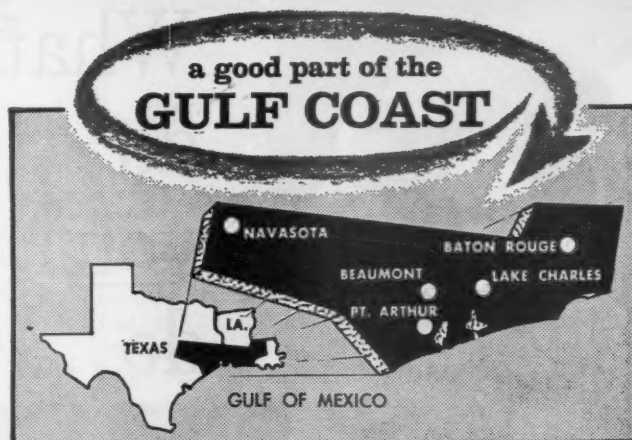 a good part of the
GULF COAST
NAVASOTA
BATON ROUGE
BEAUMONT
LAKE CHARLES
PT. ARTHUR
LA.
TEXAS
GULF OF MEXICO